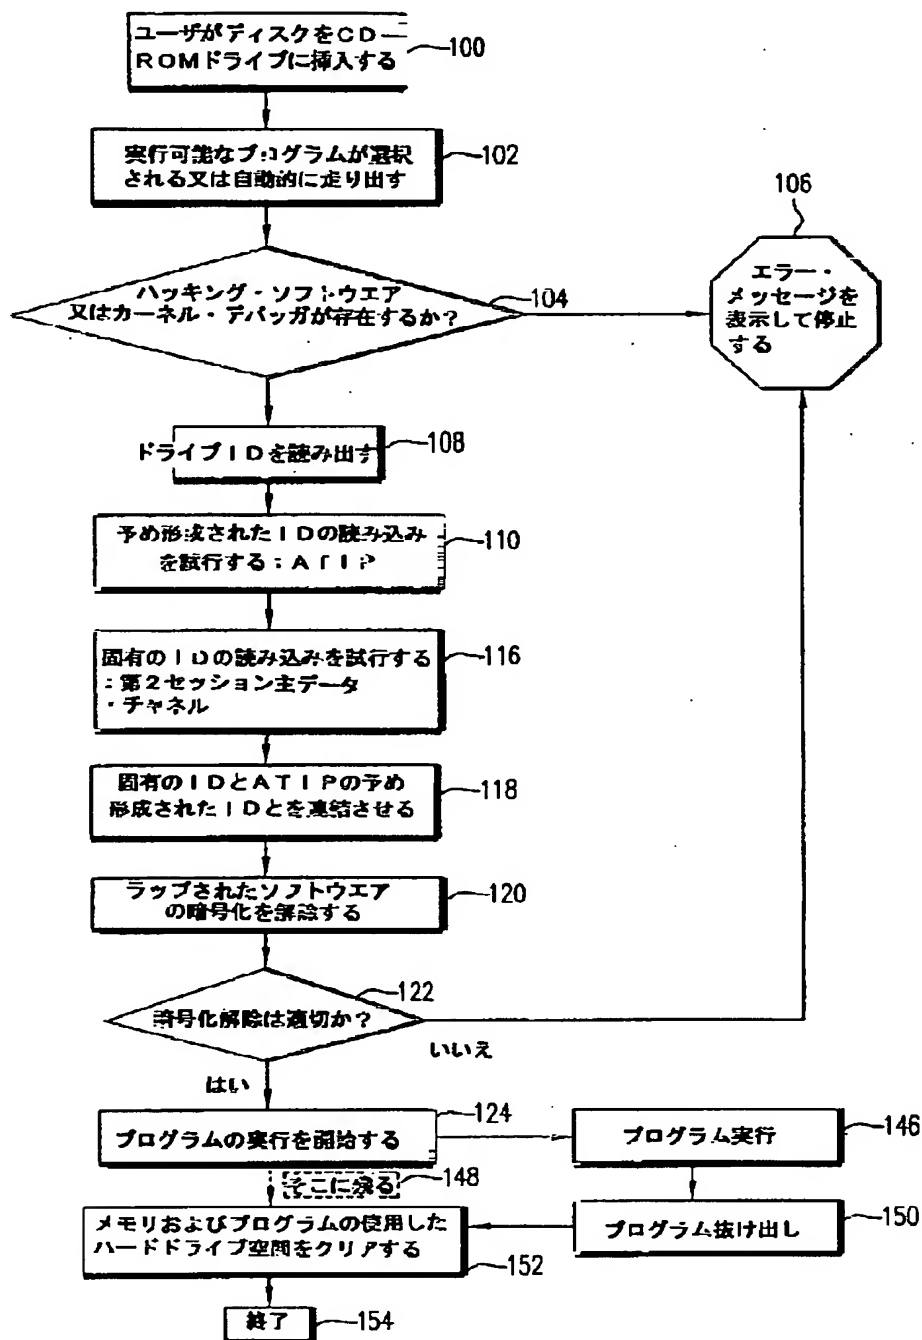 ユーザがディスクをCD－
ROMドライブに挿入する
100
実行可能なプログラムが選択
される又は自動的に走り出す
102
106
エラー・
メッセージを
表示して停止
する
ハッキング・ソフトウエア
又はカーネル・デバッガが存在するか？
104
ドライブIDを読み出す
108
予め形成されたIDの読み込み
を試行する：ATIP
110
固有のIDの読み込みを試行する
：第2セッション主データ
・チャネル
116
固有のIDとATIPの予め
形成されたIDとを連結させる
118
ラップされたソフトウエア
の暗号化を解除する
120
暗号化解除は適切か？
122
いいえ
はい
プログラムの実行を開始する
124
プログラム実行
146
そこに残る
148
メモリおよびプログラムの使用した
ハードドライブ空間をクリアする
152
プログラム抜け出し
150
終了
154